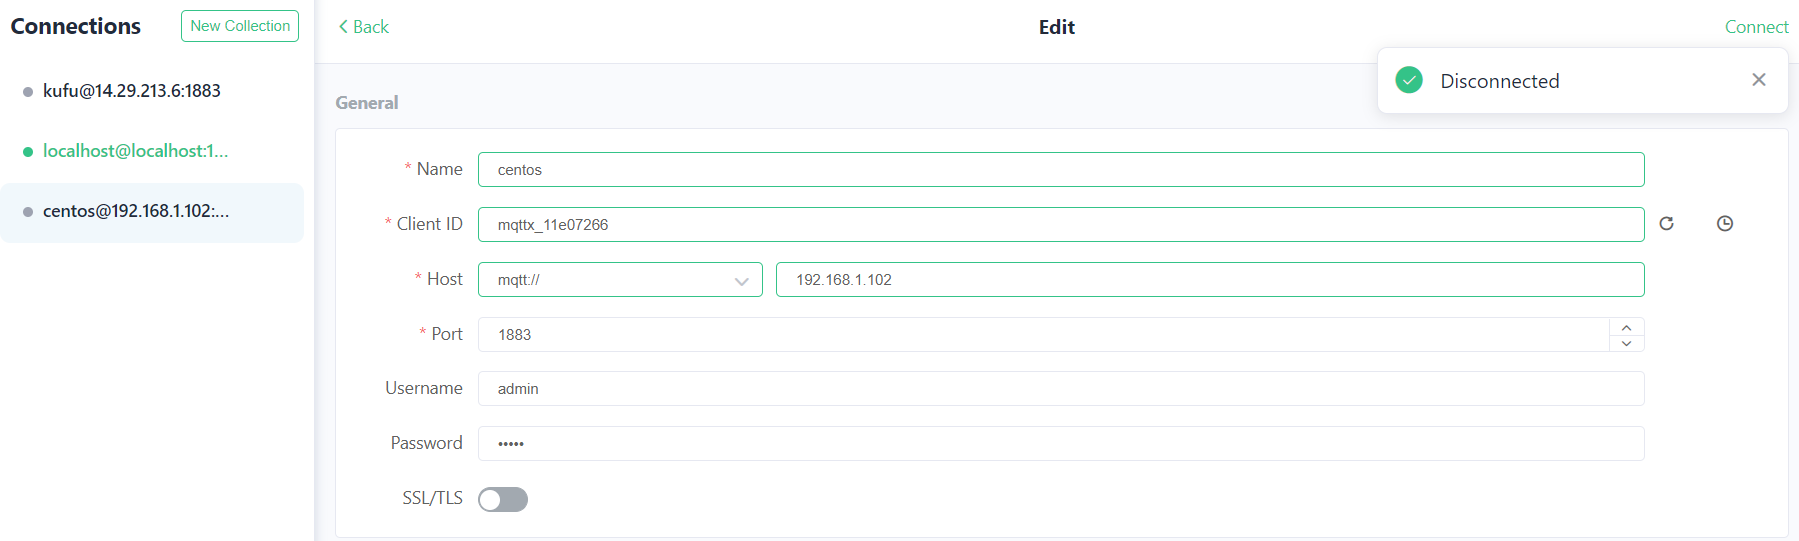 Connections
New Collection
kufu@14.29.213.6:1883
localhost@localhost:1...
centos@192.168.1.102:...
Back
Edit
Connect
Disconnected
General
* Name
centos
* Client ID
mqttx_11e07266
* Host
mqtt://
192.168.1.102
* Port
1883
Username
admin
Password
•••••
SSL/TLS